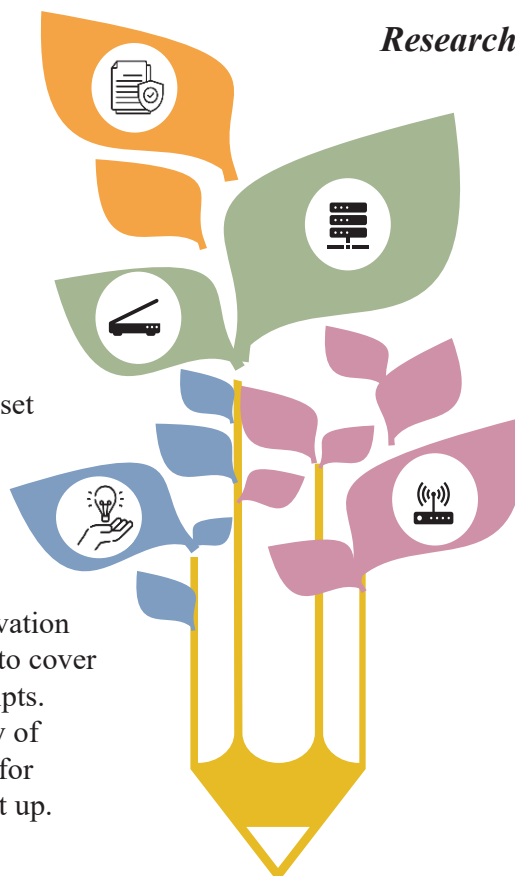 Research
set
vation
to cover
pts.
y of
for
t up.